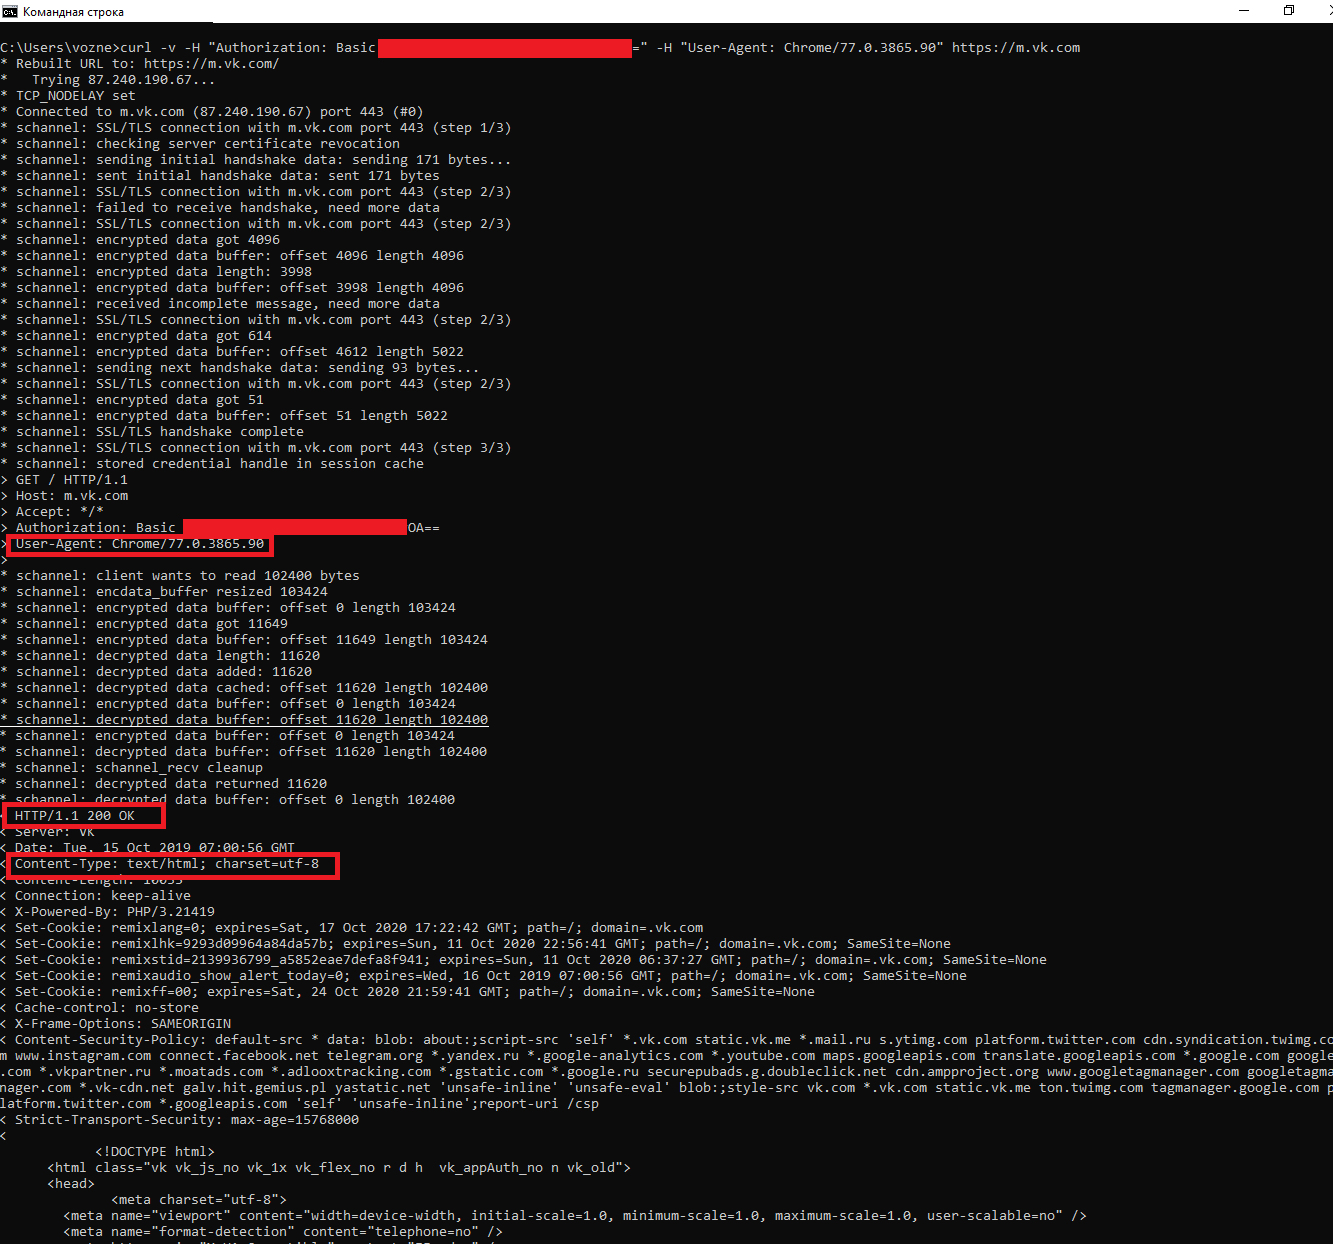 Командная строка
C:\Users\vozne>curl -v -H "Authorization: Basic =" -H "User-Agent: Chrome/77.0.3865.90" https://m.vk.com
* Rebuilt URL to: https://m.vk.com/
*   Trying 87.240.190.67...
* TCP_NODELAY set
* Connected to m.vk.com (87.240.190.67) port 443 (#0)
* schannel: SSL/TLS connection with m.vk.com port 443 (step 1/3)
* schannel: checking server certificate revocation
* schannel: sending initial handshake data: sending 171 bytes...
* schannel: sent initial handshake data: sent 171 bytes
* schannel: SSL/TLS connection with m.vk.com port 443 (step 2/3)
* schannel: failed to receive handshake, need more data
* schannel: SSL/TLS connection with m.vk.com port 443 (step 2/3)
* schannel: encrypted data got 4096
* schannel: encrypted data buffer: offset 4096 length 4096
* schannel: encrypted data length: 3998
* schannel: encrypted data buffer: offset 3998 length 4096
* schannel: received incomplete message, need more data
* schannel: SSL/TLS connection with m.vk.com port 443 (step 2/3)
* schannel: encrypted data got 614
* schannel: encrypted data buffer: offset 4612 length 5022
* schannel: sending next handshake data: sending 93 bytes...
* schannel: SSL/TLS connection with m.vk.com port 443 (step 2/3)
* schannel: encrypted data got 51
* schannel: encrypted data buffer: offset 51 length 5022
* schannel: SSL/TLS handshake complete
* schannel: SSL/TLS connection with m.vk.com port 443 (step 3/3)
* schannel: stored credential handle in session cache
> GET / HTTP/1.1
> Host: m.vk.com
> Accept: */*
> Authorization: Basic OA==
> User-Agent: Chrome/77.0.3865.90
>
* schannel: client wants to read 102400 bytes
* schannel: encdata_buffer resized 103424
* schannel: encrypted data buffer: offset 0 length 103424
* schannel: encrypted data got 11649
* schannel: encrypted data buffer: offset 11649 length 103424
* schannel: decrypted data length: 11620
* schannel: decrypted data added: 11620
* schannel: decrypted data cached: offset 11620 length 102400
* schannel: encrypted data buffer: offset 0 length 103424
* schannel: decrypted data buffer: offset 11620 length 102400
* schannel: encrypted data buffer: offset 0 length 103424
* schannel: decrypted data buffer: offset 11620 length 102400
* schannel: schannel_recv cleanup
* schannel: decrypted data returned 11620
* schannel: decrypted data buffer: offset 0 length 102400
HTTP/1.1 200 OK
< Server: VK
< Date: Tue, 15 Oct 2019 07:00:56 GMT
< Content-Type: text/html; charset=utf-8
< Content-Length:
< Connection: keep-alive
< X-Powered-By: PHP/3.21419
< Set-Cookie: remixlang=0; expires=Sat, 17 Oct 2020 17:22:42 GMT; path=/; domain=.vk.com
< Set-Cookie: remixlhk=9293d09964a84da57b; expires=Sun, 11 Oct 2020 22:56:41 GMT; path=/; domain=.vk.com; SameSite=None
< Set-Cookie: remixstid=2139936799_a5852eae7defa8f941; expires=Sun, 11 Oct 2020 06:37:27 GMT; path=/; domain=.vk.com; SameSite=None
< Set-Cookie: remixaudio_show_alert_today=0; expires=Wed, 16 Oct 2019 07:00:56 GMT; path=/; domain=.vk.com; SameSite=None
< Set-Cookie: remixff=00; expires=Sat, 24 Oct 2020 21:59:41 GMT; path=/; domain=.vk.com; SameSite=None
< Cache-control: no-store
< X-Frame-Options: SAMEORIGIN
< Content-Security-Policy: default-src * data: blob: about:;script-src 'self' *.vk.com static.vk.me *.mail.ru s.ytimg.com platform.twitter.com cdn.syndication.twimg.co
m www.instagram.com connect.facebook.net telegram.org *.yandex.ru *.google-analytics.com *.youtube.com maps.googleapis.com translate.googleapis.com *.google.com google
.com *.vkpartner.ru *.moatads.com *.adlooxtracking.com *.gstatic.com *.google.ru securepubads.g.doubleclick.net cdn.ampproject.org www.googletagmanager.com googletagma
nager.com *.vk-cdn.net galv.hit.gemius.pl yastatic.net 'unsafe-inline' 'unsafe-eval' blob:;style-src vk.com *.vk.com static.vk.me ton.twimg.com tagmanager.google.com p
latform.twitter.com *.googleapis.com 'self' 'unsafe-inline';report-uri /csp
< Strict-Transport-Security: max-age=15768000
<
<!DOCTYPE html>
<html class="vk vk_js_no vk_1x vk_flex_no r d h  vk_appAuth_no n vk_old">
<head>
<meta charset="utf-8">
<meta name="viewport" content="width=device-width, initial-scale=1.0, minimum-scale=1.0, maximum-scale=1.0, user-scalable=no" />
<meta name="format-detection" content="telephone=no" />